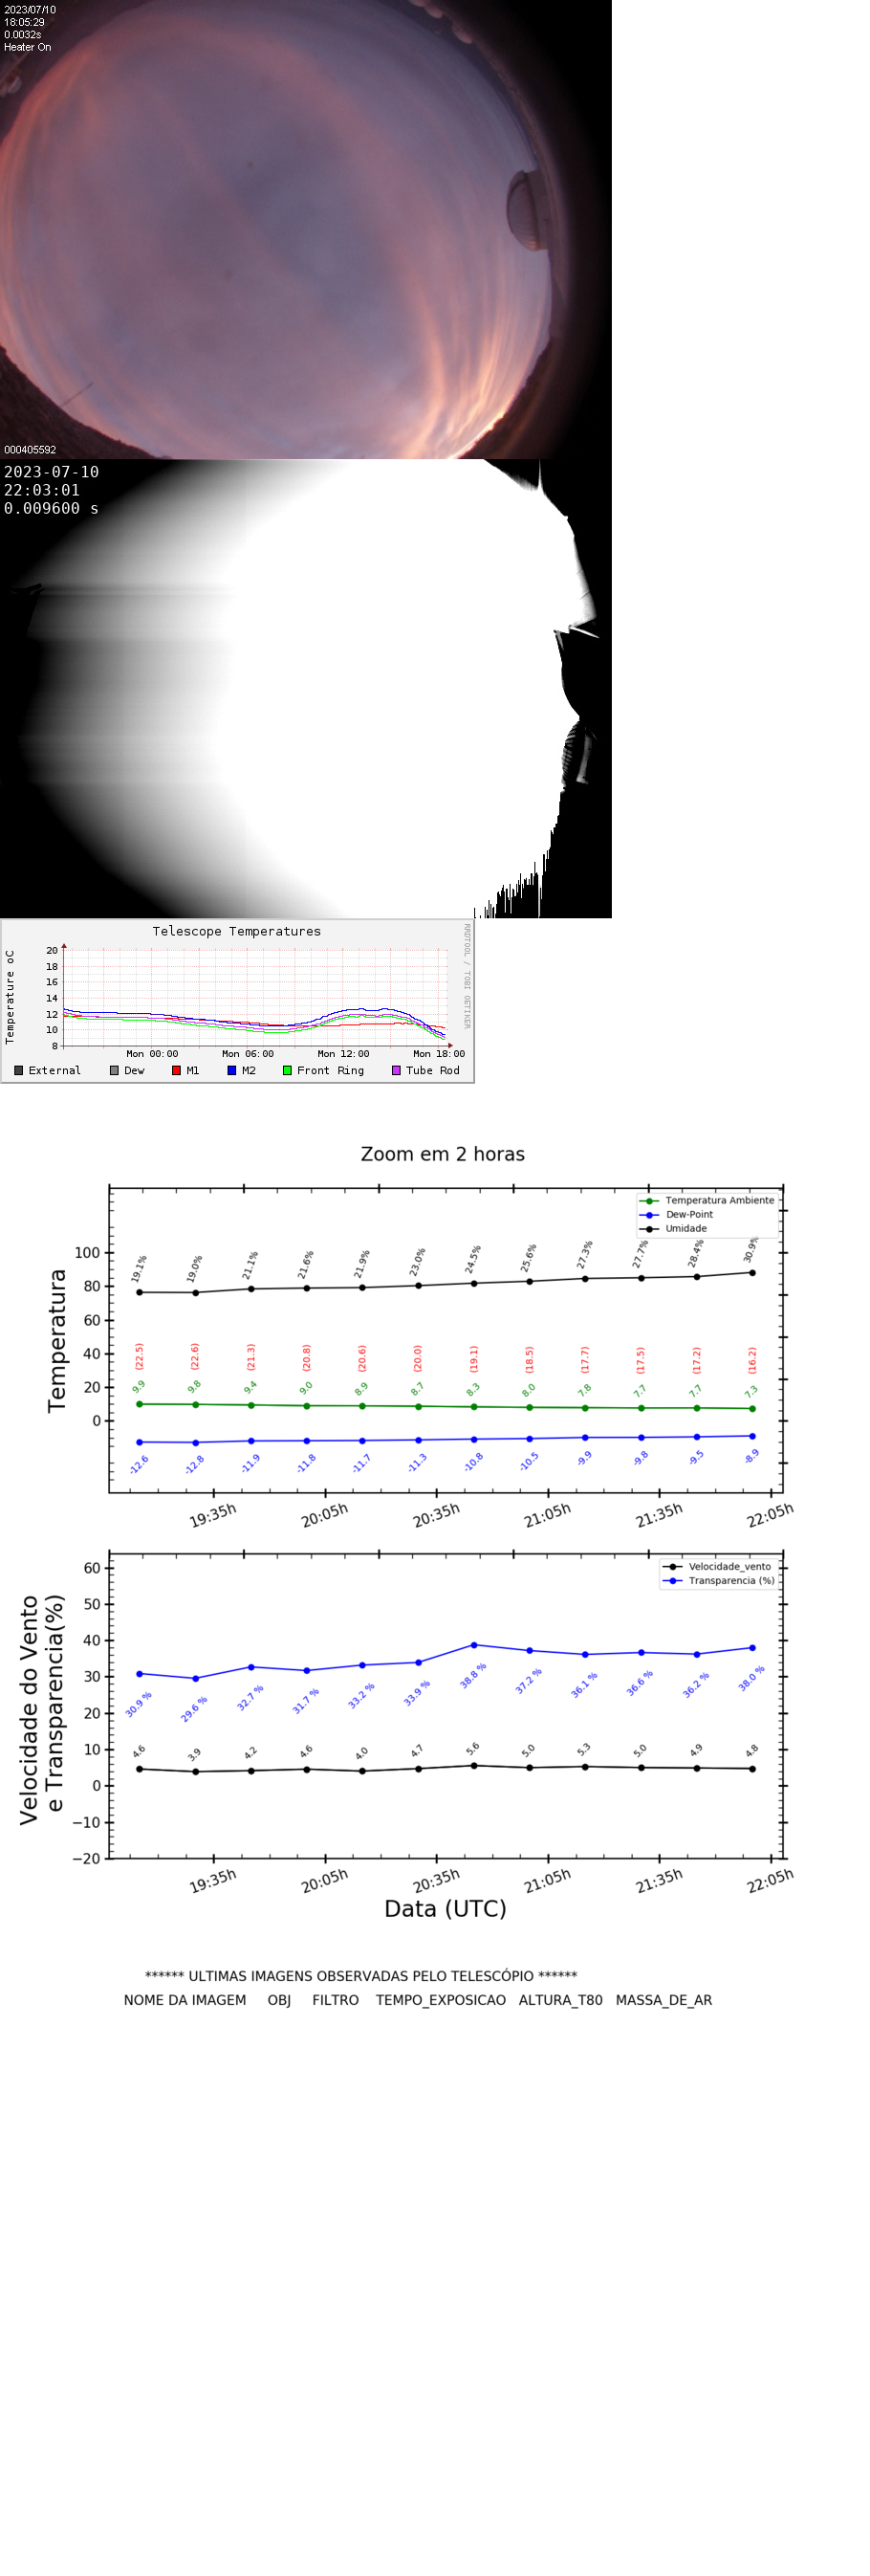 2023/07/10
18:05:29
0.0032s
Heater On
000405592
2023-07-10
22:03:01
0.009600 s
Telescope Temperatures
RRDTOOL / TOBI OETIKER
Temperature oC
20
18
16
14
12
10
8
Mon 00:00 Mon 06:00 Mon 12:00 Mon 18:00
External Dew M1 M2 Front Ring Tube Rod
Zoom em 2 horas
Temperatura Ambiente
Dew-Point
Umidade
Temperatura
100
80
60
40
20
0
19.1% 19.0% 21.1% 21.6% 21.9% 23.0% 24.5% 25.6% 27.3% 27.7% 28.4% 30.9%
(22.5) (22.6) (21.3) (20.8) (20.6) (20.0) (19.1) (18.5) (17.7) (17.5) (17.2) (16.2)
9.9 9.8 9.4 9.0 8.9 8.7 8.3 8.0 7.8 7.7 7.7 7.3
-12.6 -12.8 -11.9 -11.8 -11.7 -11.3 -10.8 -10.5 -9.9 -9.8 -9.5 -8.9
19:35h 20:05h 20:35h 21:05h 21:35h 22:05h
Velocidade_vento
Transparencia (%)
Velocidade do Vento
e Transparencia(%)
60
50
40
30
20
10
0
−10
−20
30.9 % 29.6 % 32.7 % 31.7 % 33.2 % 33.9 % 38.8 % 37.2 % 36.1 % 36.6 % 36.2 % 38.0 %
4.6 3.9 4.2 4.6 4.0 4.7 5.6 5.0 5.3 5.0 4.9 4.8
19:35h 20:05h 20:35h 21:05h 21:35h 22:05h
Data (UTC)
****** ULTIMAS IMAGENS OBSERVADAS PELO TELESCÓPIO ******
NOME DA IMAGEM OBJ FILTRO TEMPO_EXPOSICAO ALTURA_T80 MASSA_DE_AR